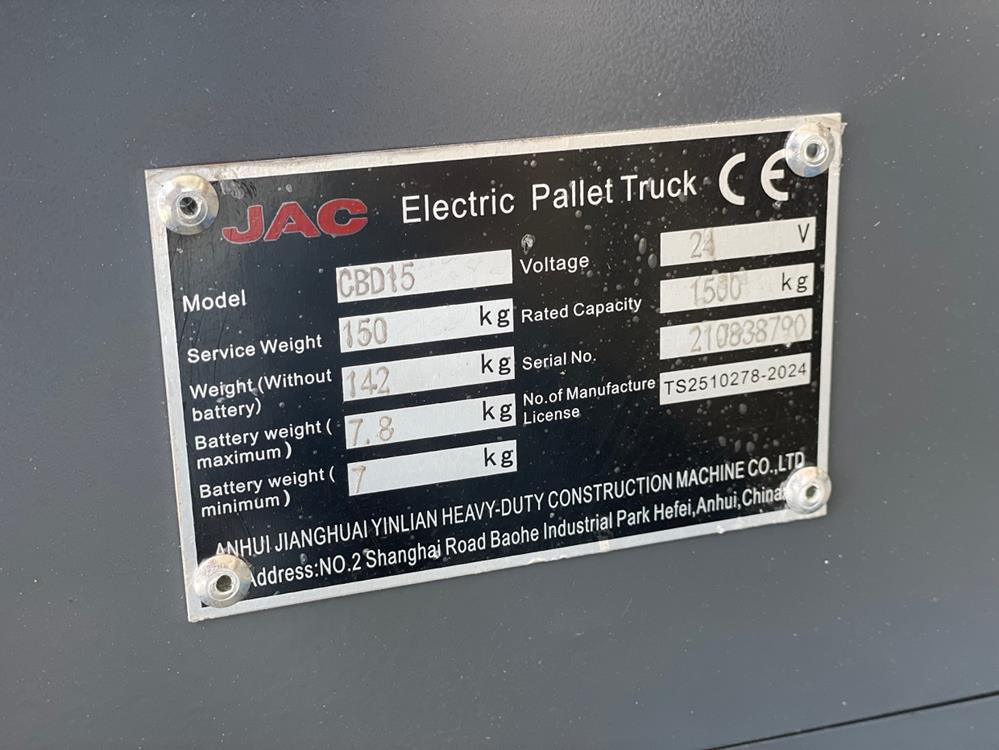 JAC Electric Pallet Truck CE
Model CBD15
Voltage 24 V
Service Weight 150 kg
Rated Capacity 1500 kg
Weight (Without battery) 142 kg
Serial No. 210838790
Battery weight (maximum) 7.8 kg
No.of Manufacture License TS2510278-2024
Battery weight (minimum) 7 kg
ANHUI JIANGHUAI YINLIAN HEAVY-DUTY CONSTRUCTION MACHINE CO.,LTD
Address:NO.2 Shanghai Road Baohe Industrial Park Hefei,Anhui,China